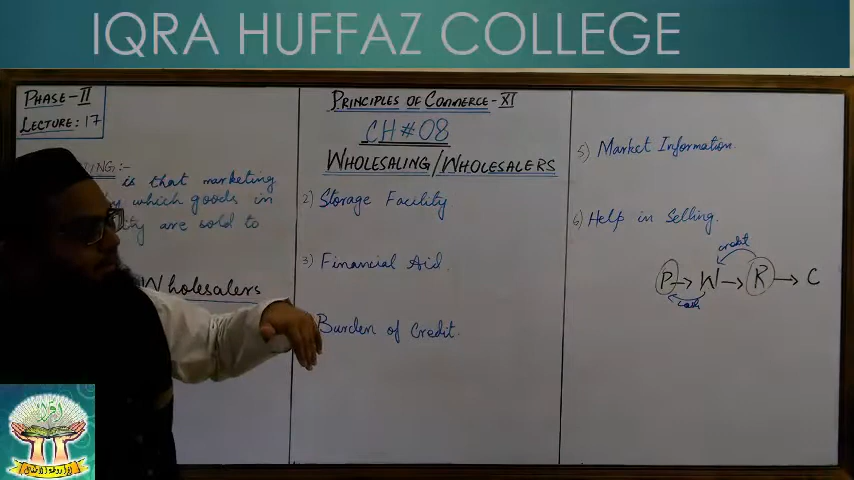 IQRA HUFFAZ COLLEGE
PHASE-II
LECTURE: 17
is that marketing
by which goods in
are sold to
Wholesalers
PRINCIPLES OF COMMERCE-XI
CH#08
WHOLESALING/WHOLESALERS
2) Storage Facility
3) Financial Aid.
Burden of Credit.
5) Market Information.
6) Help in Selling.
credit
P → W → R → C
cash